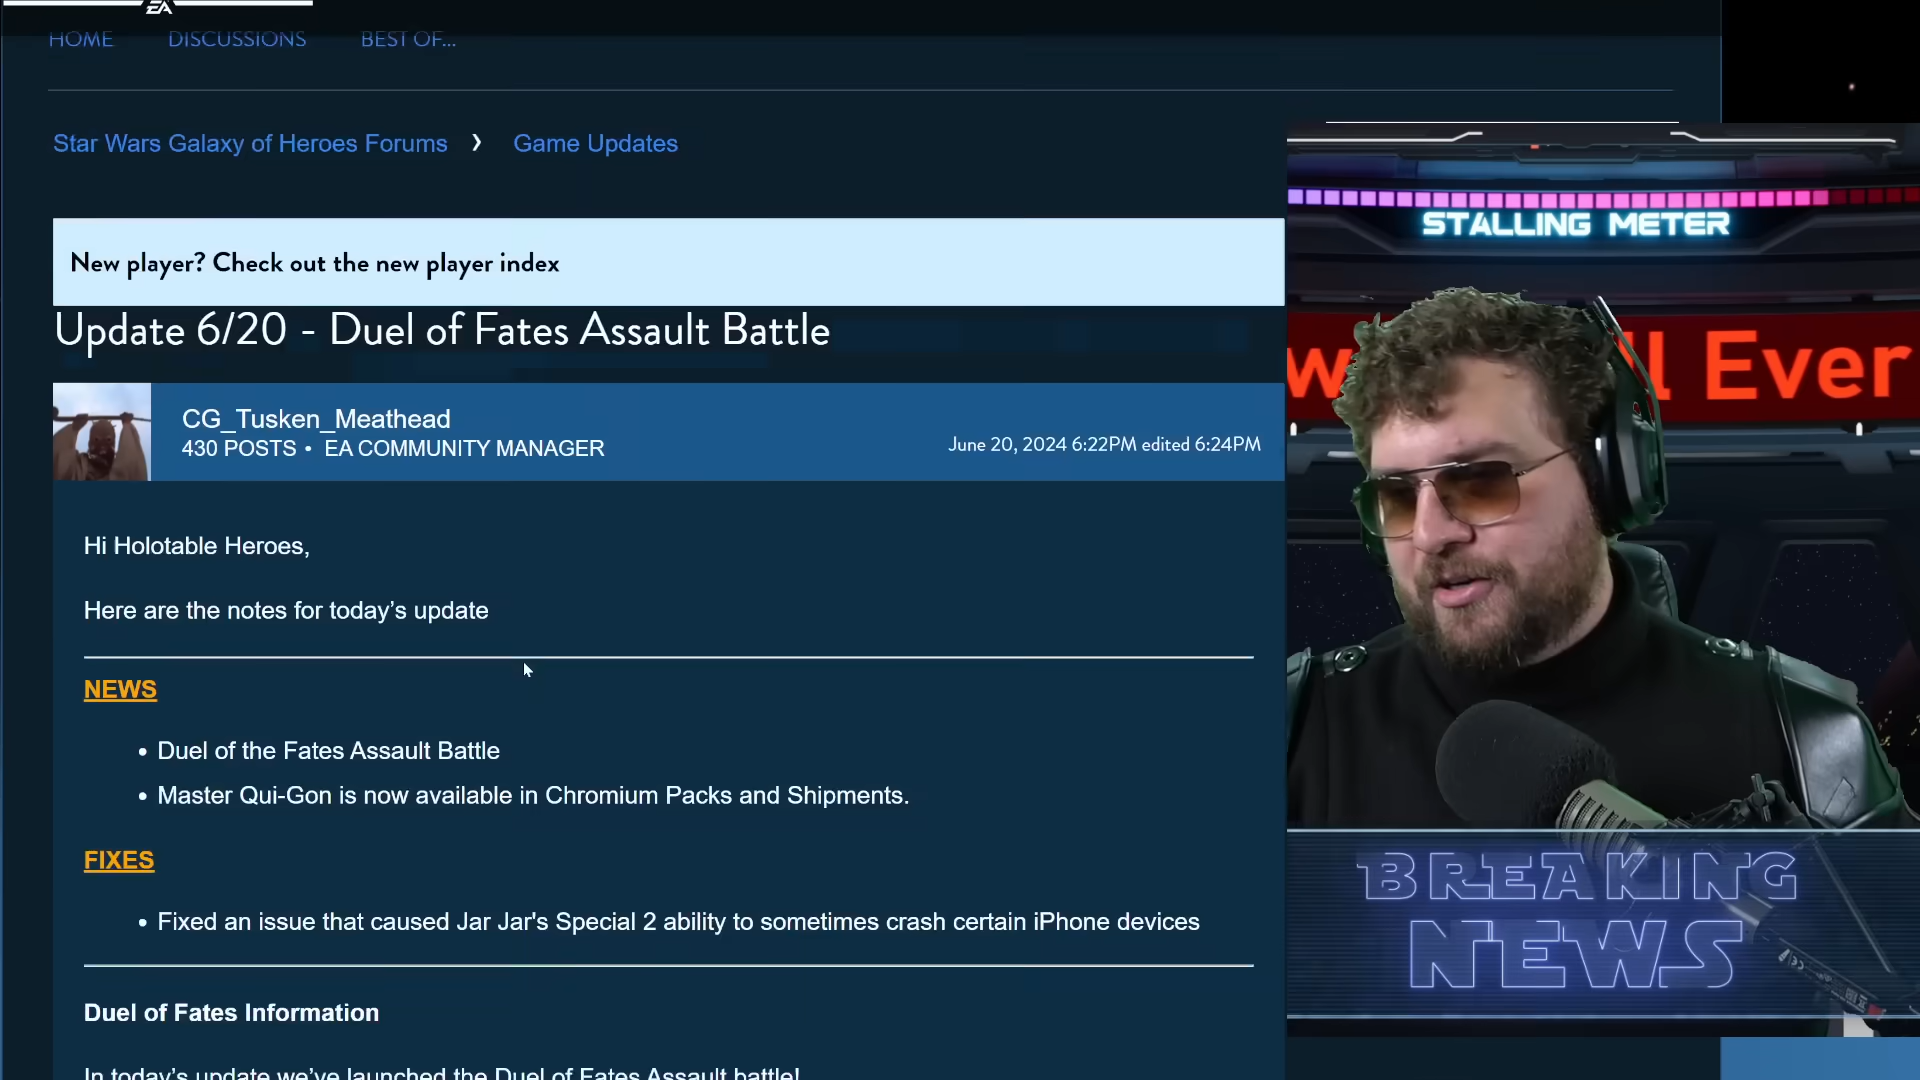 EA
HOME DISCUSSIONS BEST OF...
Star Wars Galaxy of Heroes Forums › Game Updates
New player? Check out the new player index
Update 6/20 - Duel of Fates Assault Battle
CG_Tusken_Meathead
430 POSTS • EA COMMUNITY MANAGER
June 20, 2024 6:22PM edited 6:24PM
Hi Holotable Heroes,
Here are the notes for today’s update
NEWS
• Duel of the Fates Assault Battle
• Master Qui-Gon is now available in Chromium Packs and Shipments.
FIXES
• Fixed an issue that caused Jar Jar's Special 2 ability to sometimes crash certain iPhone devices
Duel of Fates Information
In today’s update we’ve launched the Duel of Fates Assault battle!
STALLING METER
Ever
BREAKING
NEWS